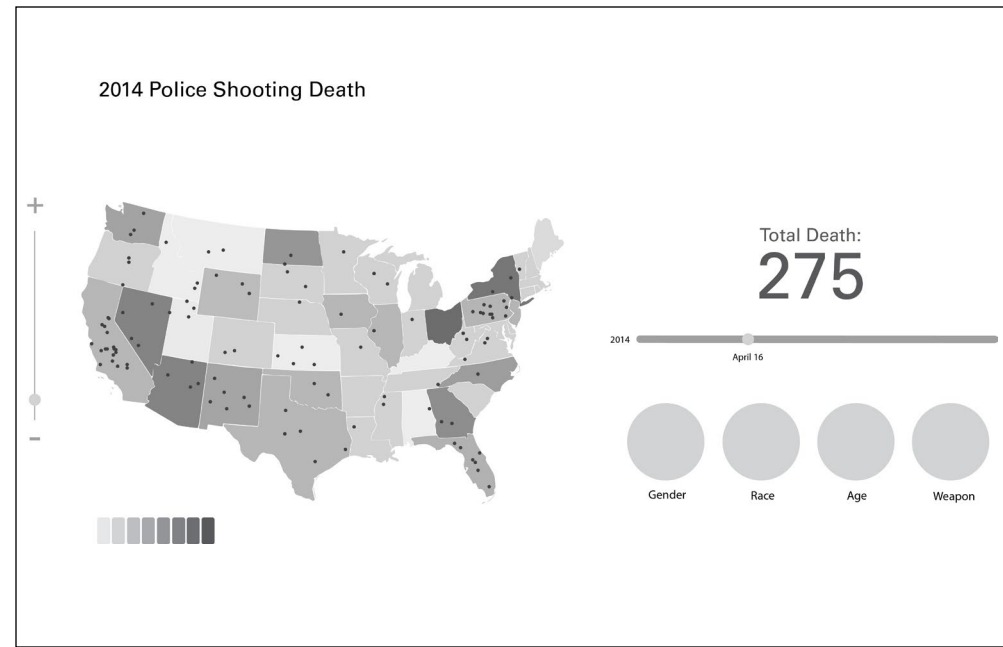 2014 Police Shooting Death
+
−
Total Death:
275
2014
April 16
Gender
Race
Age
Weapon